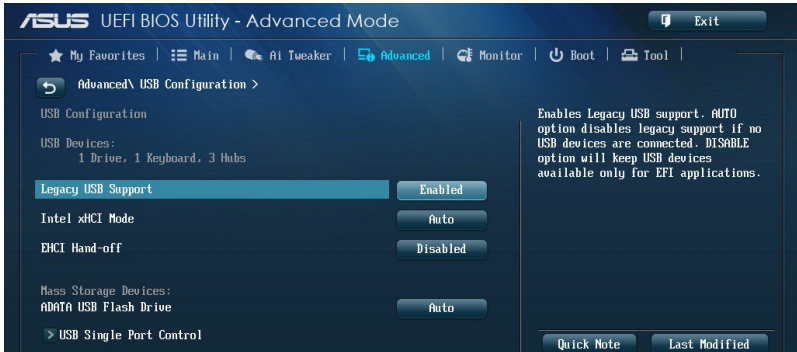 ASUS UEFI BIOS Utility - Advanced Mode
Exit
My Favorites | Main | Ai Tweaker | Advanced | Monitor | Boot | Tool |
Advanced\ USB Configuration >
USB Configuration
USB Devices:
1 Drive, 1 Keyboard, 3 Hubs
Legacy USB Support Enabled
Intel xHCI Mode Auto
EHCI Hand-off Disabled
Mass Storage Devices:
ADATA USB Flash Drive Auto
> USB Single Port Control
Enables Legacy USB support. AUTO
option disables legacy support if no
USB devices are connected. DISABLE
option will keep USB devices
available only for EFI applications.
Quick Note Last Modified